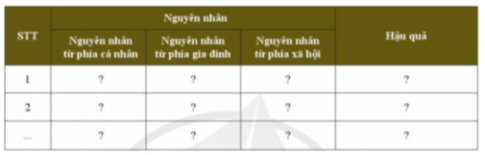 STT
Nguyên nhân
Hậu quả
Nguyên nhân
từ phía cá nhân
Nguyên nhân
từ phía gia đình
Nguyên nhân
từ phía xã hội
1 ? ? ? ?
2 ? ? ? ?
... ? ? ? ?